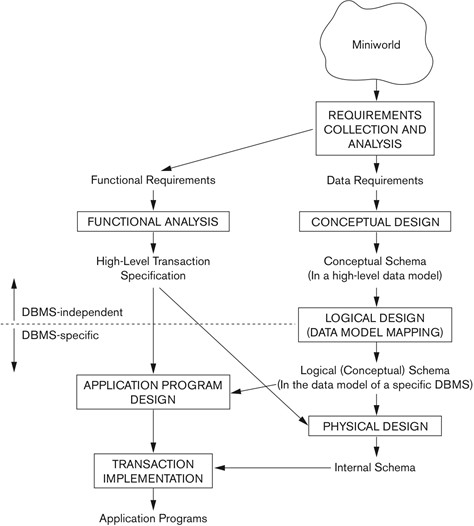 Miniworld
REQUIREMENTS
COLLECTION AND
ANALYSIS
Functional Requirements
Data Requirements
FUNCTIONAL ANALYSIS
CONCEPTUAL DESIGN
High-Level Transaction
Specification
Conceptual Schema
(In a high-level data model)
DBMS-independent
LOGICAL DESIGN
(DATA MODEL MAPPING)
DBMS-specific
Logical (Conceptual) Schema
(In the data model of a specific DBMS)
APPLICATION PROGRAM
DESIGN
PHYSICAL DESIGN
TRANSACTION
IMPLEMENTATION
Internal Schema
Application Programs